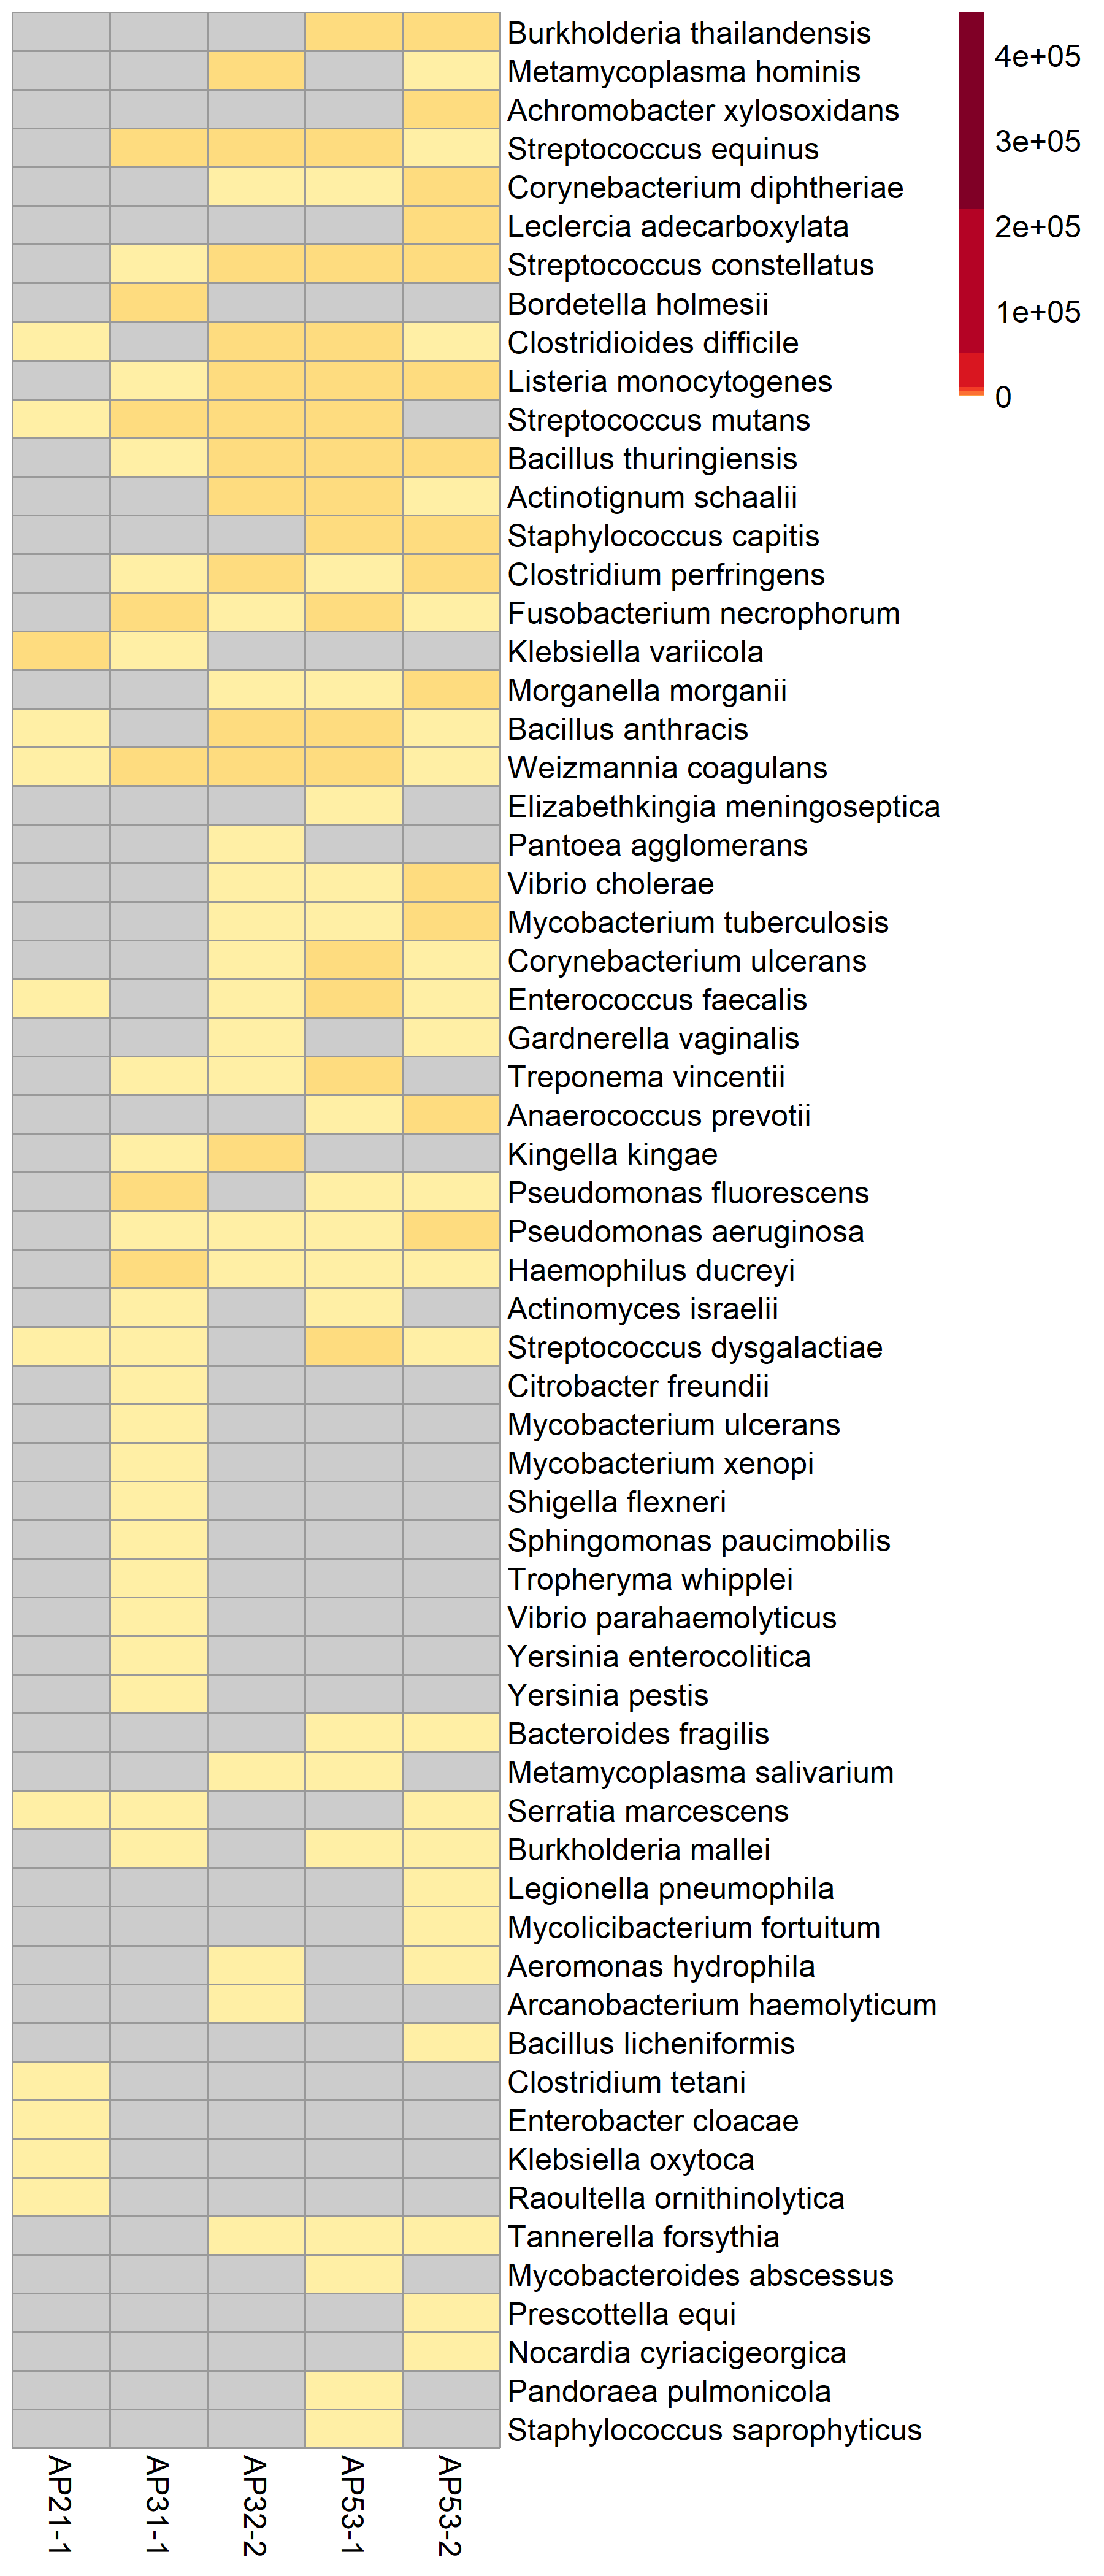 Burkholderia thailandensis
Metamycoplasma hominis
Achromobacter xylosoxidans
Streptococcus equinus
Corynebacterium diphtheriae
Leclercia adecarboxylata
Streptococcus constellatus
Bordetella holmesii
Clostridioides difficile
Listeria monocytogenes
Streptococcus mutans
Bacillus thuringiensis
Actinotignum schaalii
Staphylococcus capitis
Clostridium perfringens
Fusobacterium necrophorum
Klebsiella variicola
Morganella morganii
Bacillus anthracis
Weizmannia coagulans
Elizabethkingia meningoseptica
Pantoea agglomerans
Vibrio cholerae
Mycobacterium tuberculosis
Corynebacterium ulcerans
Enterococcus faecalis
Gardnerella vaginalis
Treponema vincentii
Anaerococcus prevotii
Kingella kingae
Pseudomonas fluorescens
Pseudomonas aeruginosa
Haemophilus ducreyi
Actinomyces israelii
Streptococcus dysgalactiae
Citrobacter freundii
Mycobacterium ulcerans
Mycobacterium xenopi
Shigella flexneri
Sphingomonas paucimobilis
Tropheryma whipplei
Vibrio parahaemolyticus
Yersinia enterocolitica
Yersinia pestis
Bacteroides fragilis
Metamycoplasma salivarium
Serratia marcescens
Burkholderia mallei
Legionella pneumophila
Mycolicibacterium fortuitum
Aeromonas hydrophila
Arcanobacterium haemolyticum
Bacillus licheniformis
Clostridium tetani
Enterobacter cloacae
Klebsiella oxytoca
Raoultella ornithinolytica
Tannerella forsythia
Mycobacteroides abscessus
Prescottella equi
Nocardia cyriacigeorgica
Pandoraea pulmonicola
Staphylococcus saprophyticus
4e+05
3e+05
2e+05
1e+05
0
AP21-1
AP31-1
AP32-2
AP53-1
AP53-2